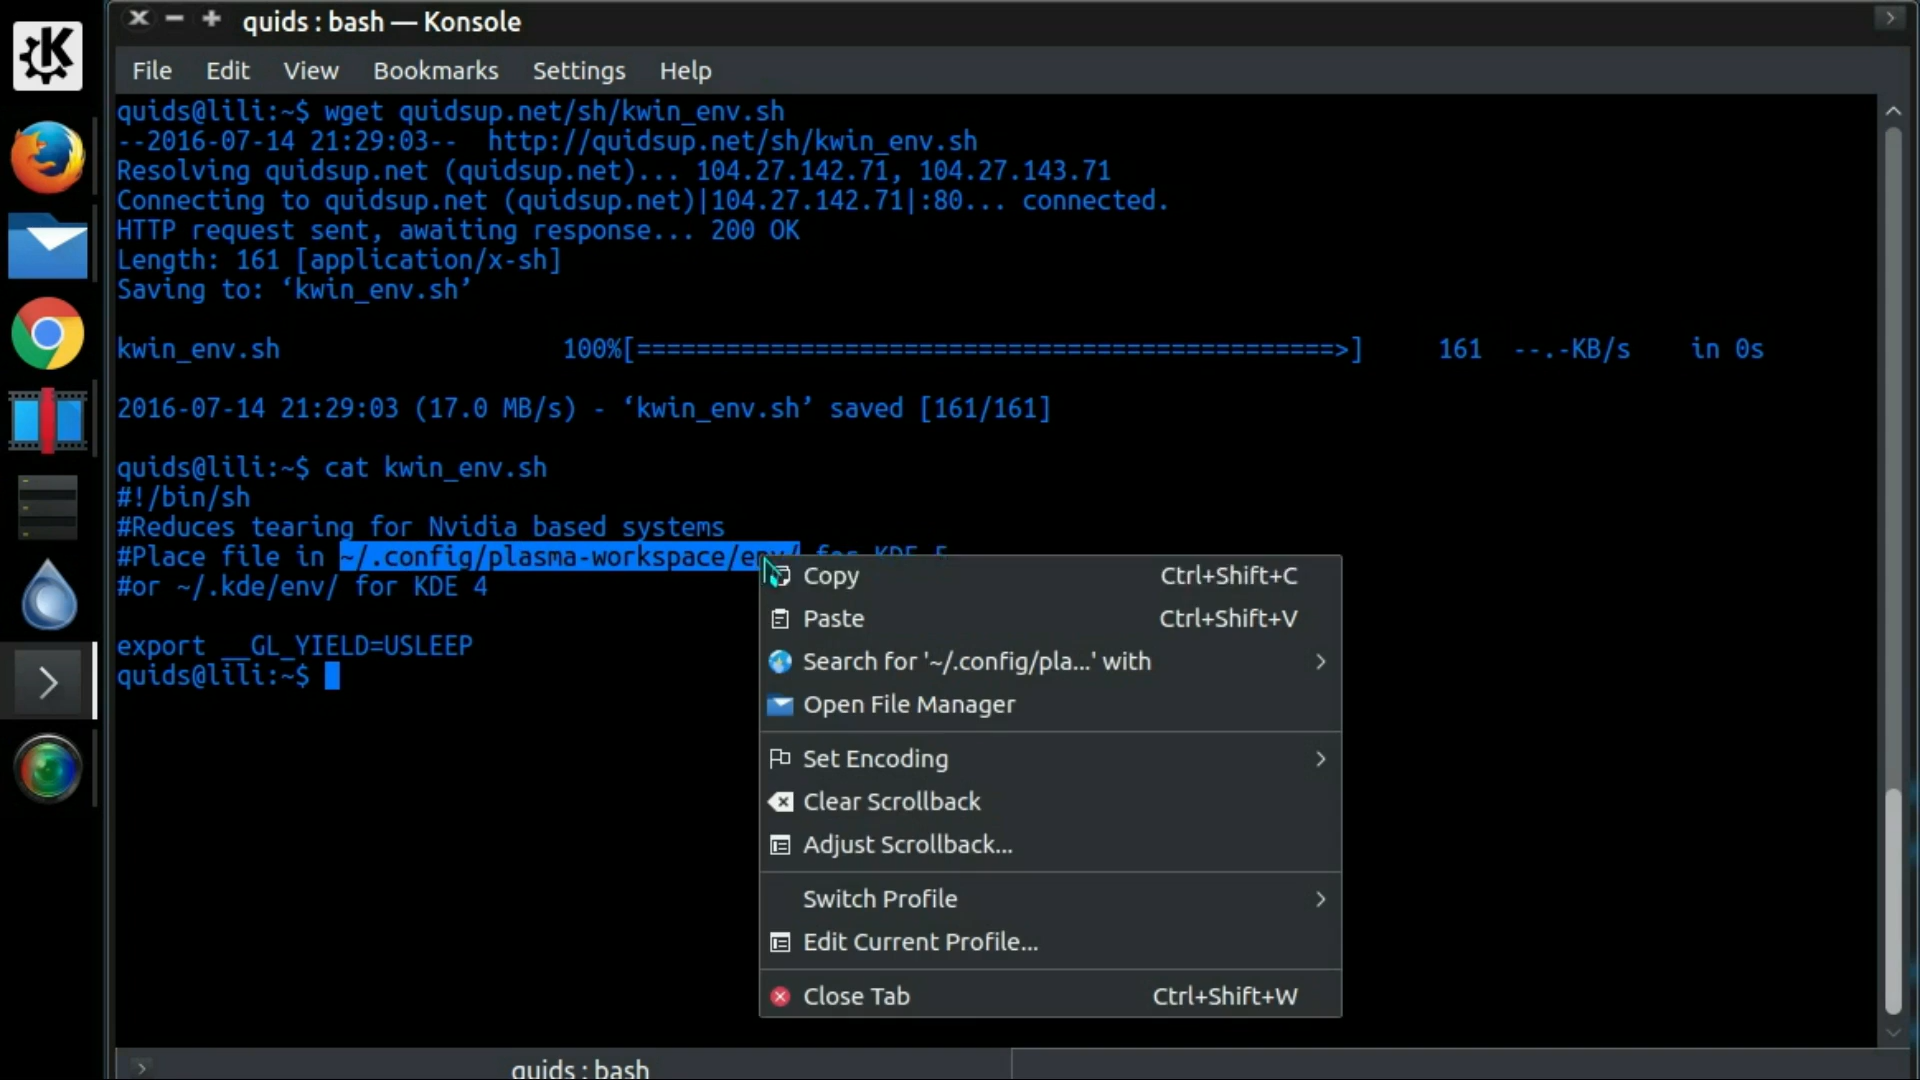 quids : bash — Konsole
File Edit View Bookmarks Settings Help
quids@lili:~$ wget quidsup.net/sh/kwin_env.sh
--2016-07-14 21:29:03-- http://quidsup.net/sh/kwin_env.sh
Resolving quidsup.net (quidsup.net)... 104.27.142.71, 104.27.143.71
Connecting to quidsup.net (quidsup.net)|104.27.142.71|:80... connected.
HTTP request sent, awaiting response... 200 OK
Length: 161 [application/x-sh]
Saving to: ‘kwin_env.sh’
kwin_env.sh 100%[===============================================>] 161 --.-KB/s in 0s
2016-07-14 21:29:03 (17.0 MB/s) - ‘kwin_env.sh’ saved [161/161]
quids@lili:~$ cat kwin_env.sh
#!/bin/sh
#Reduces tearing for Nvidia based systems
#Place file in ~/.config/plasma-workspace/env/ for KDE 5
#or ~/.kde/env/ for KDE 4
export __GL_YIELD=USLEEP
quids@lili:~$
Copy Ctrl+Shift+C
Paste Ctrl+Shift+V
Search for '~/.config/pla...' with
Open File Manager
Set Encoding
Clear Scrollback
Adjust Scrollback...
Switch Profile
Edit Current Profile...
Close Tab Ctrl+Shift+W
quids : bash